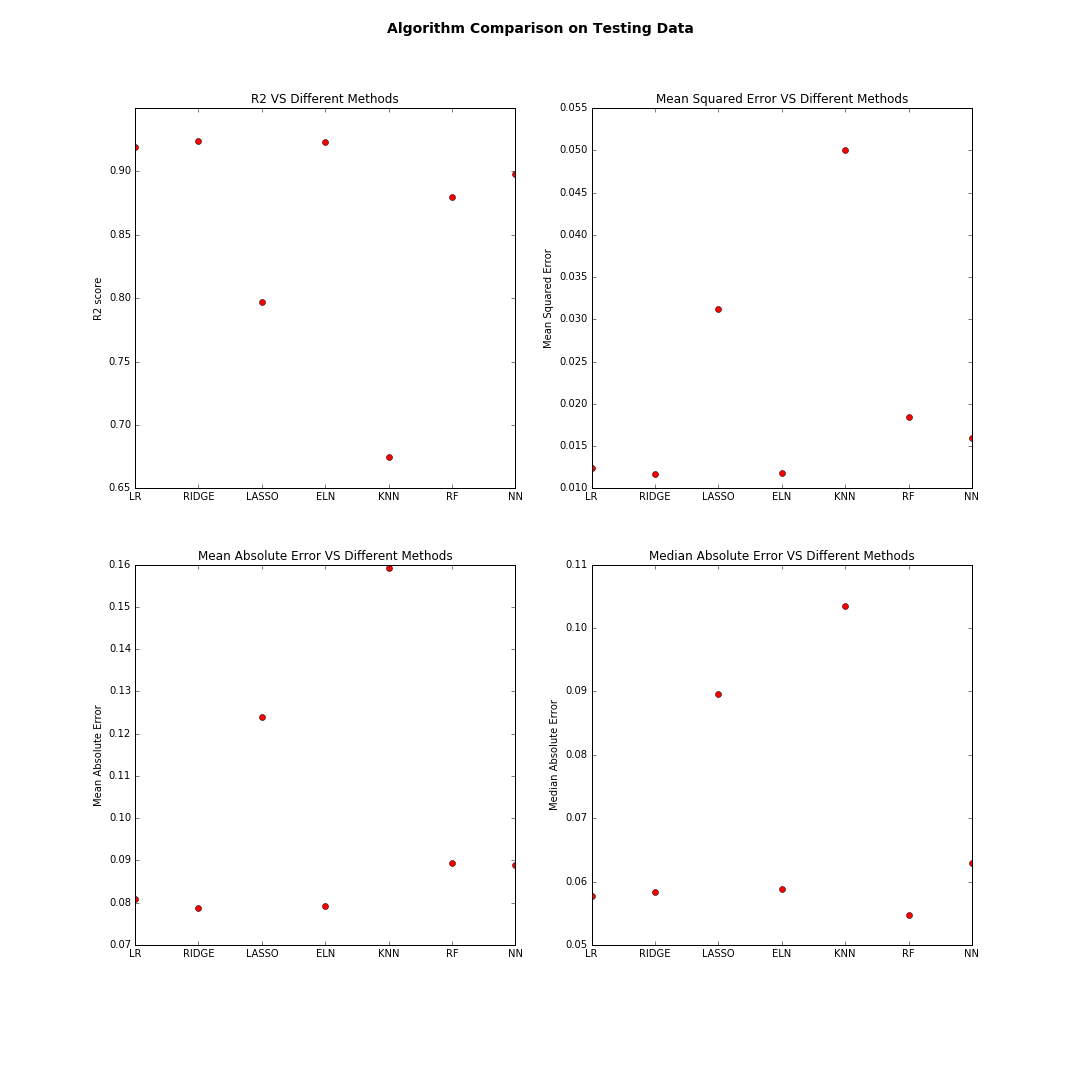 Algorithm Comparison on Testing Data
R2 VS Different Methods
R2 score
0.90
0.85
0.80
0.75
0.70
0.65
LR RIDGE LASSO ELN KNN RF NN
Mean Squared Error VS Different Methods
Mean Squared Error
0.055
0.050
0.045
0.040
0.035
0.030
0.025
0.020
0.015
0.010
LR RIDGE LASSO ELN KNN RF NN
Mean Absolute Error VS Different Methods
Mean Absolute Error
0.16
0.15
0.14
0.13
0.12
0.11
0.10
0.09
0.08
0.07
LR RIDGE LASSO ELN KNN RF NN
Median Absolute Error VS Different Methods
Median Absolute Error
0.11
0.10
0.09
0.08
0.07
0.06
0.05
LR RIDGE LASSO ELN KNN RF NN